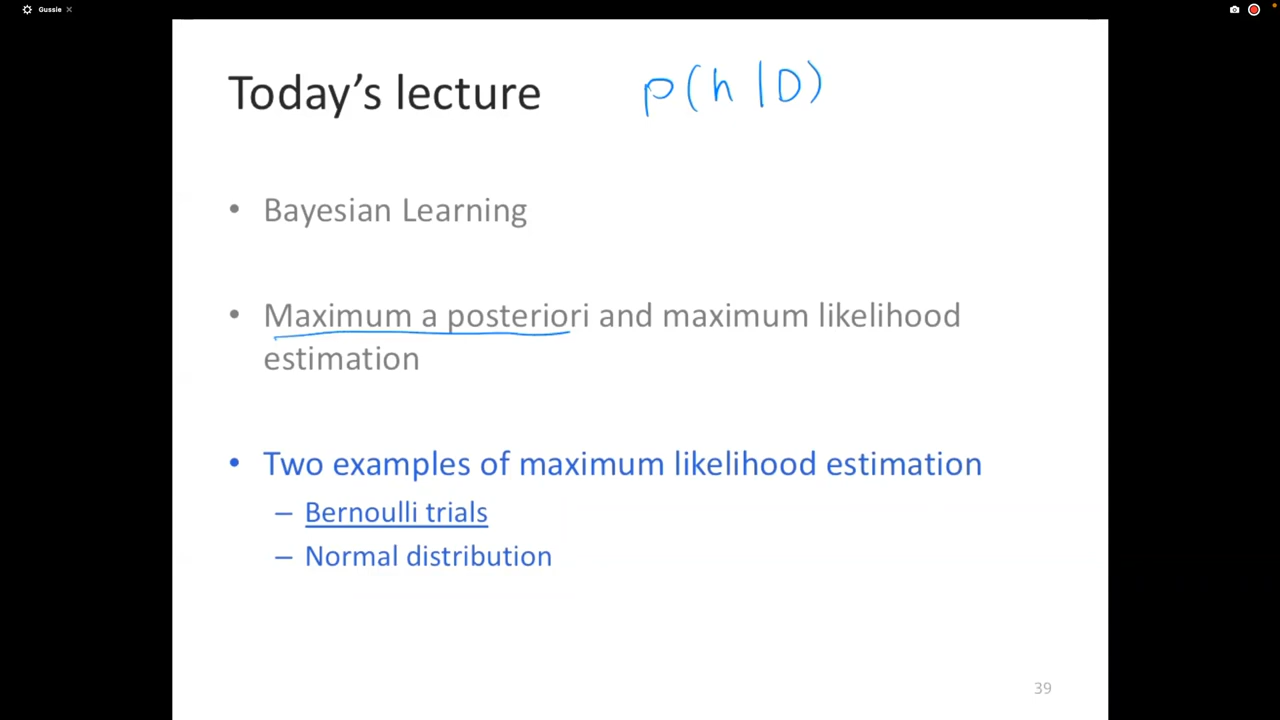 Gussie
Today's lecture p(h|D)
• Bayesian Learning
• Maximum a posteriori and maximum likelihood
estimation
• Two examples of maximum likelihood estimation
– Bernoulli trials
– Normal distribution
39